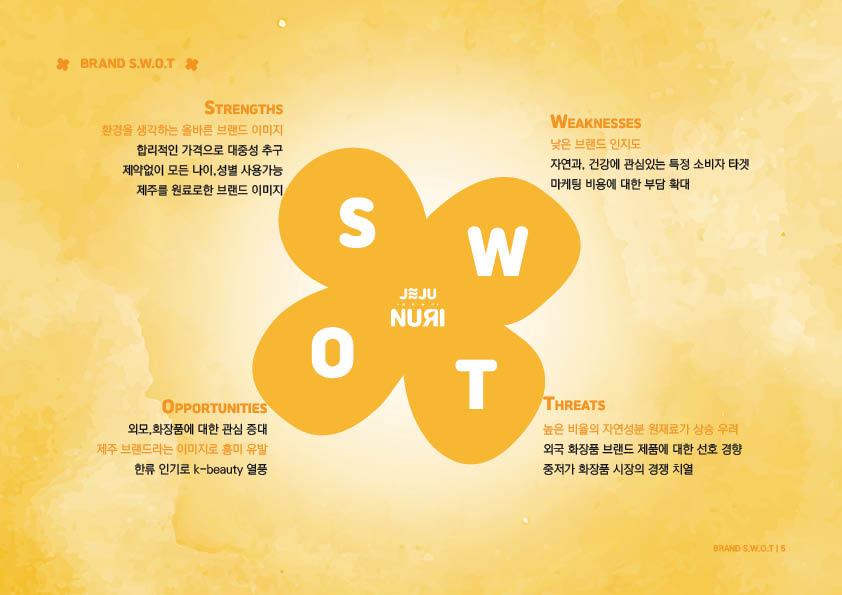 BRAND S.W.O.T
STRENGTHS
환경을 생각하는 올바른 브랜드 이미지
합리적인 가격으로 대중성 추구
제약없이 모든 나이,성별 사용가능
제주를 원료로한 브랜드 이미지
WEAKNESSES
낮은 브랜드 인지도
자연과, 건강에 관심있는 특정 소비자 타겟
마케팅 비용에 대한 부담 확대
S
W
JEJU
NURI
O
T
OPPORTUNITIES
외모,화장품에 대한 관심 증대
제주 브랜드라는 이미지로 흥미 유발
한류 인기로 k-beauty 열풍
THREATS
높은 비율의 자연성분 원재료가 상승 우려
외국 화장품 브랜드 제품에 대한 선호 경향
중저가 화장품 시장의 경쟁 치열
BRAND S.W.O.T | 5